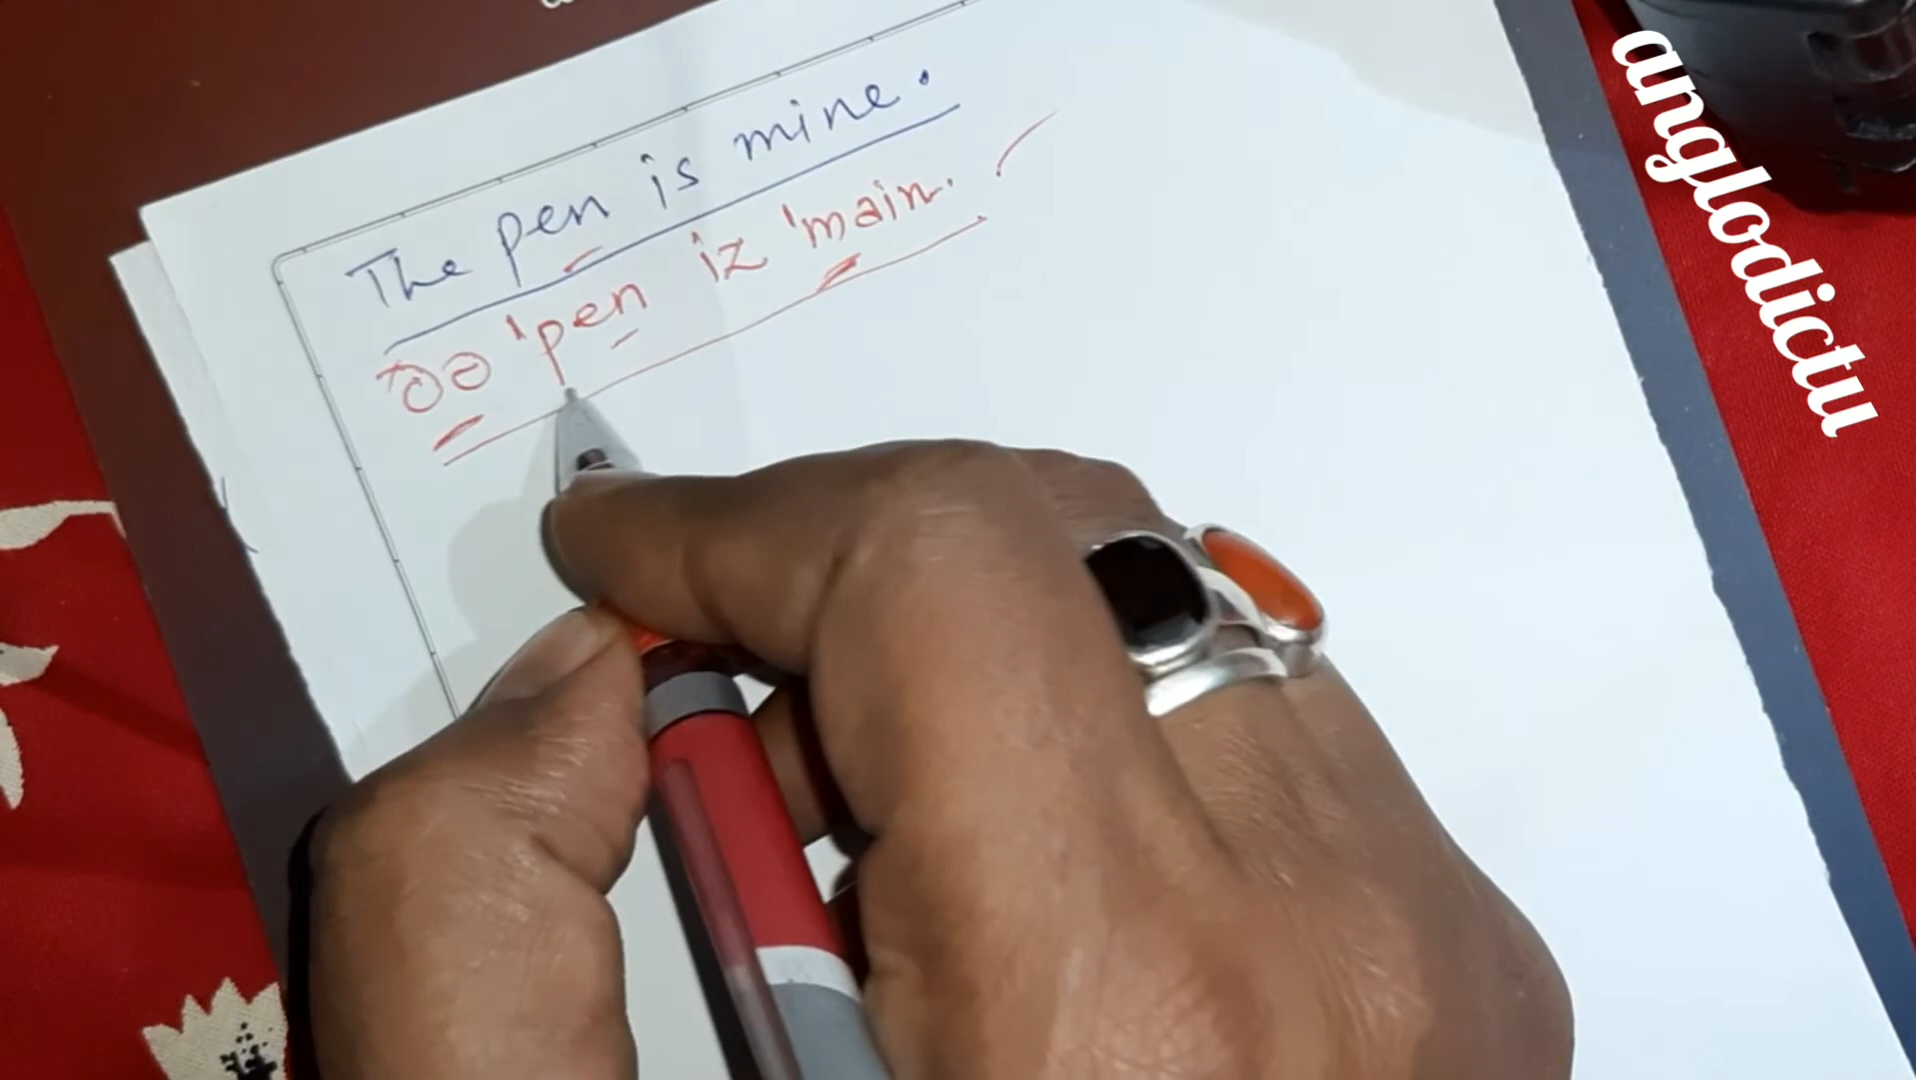 The pen is mine.
ðə 'pen iz 'main.
anglodictu